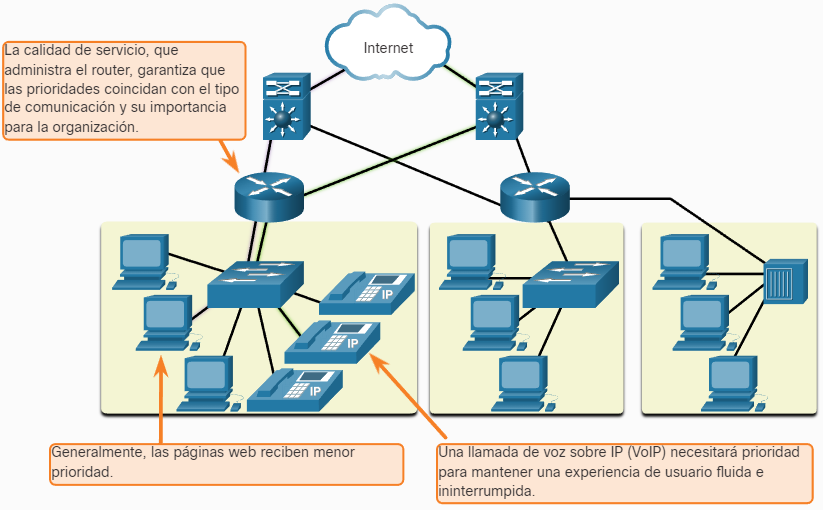 Internet
La calidad de servicio, que
administra el router, garantiza que
las prioridades coincidan con el tipo
de comunicación y su importancia
para la organización.
IP
IP
IP
Generalmente, las páginas web reciben menor
prioridad.
Una llamada de voz sobre IP (VoIP) necesitará prioridad
para mantener una experiencia de usuario fluida e
ininterrumpida.